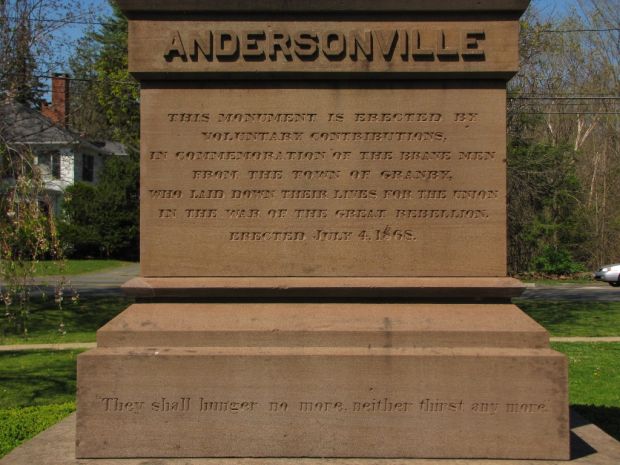 ANDERSONVILLE
THIS MONUMENT IS ERECTED BY
VOLUNTARY CONTRIBUTIONS,
IN COMMEMORATION OF THE BRAVE MEN
FROM THE TOWN OF GRANBY,
WHO LAID DOWN THEIR LIVES FOR THE UNION
IN THE WAR OF THE GREAT REBELLION.
ERECTED JULY 4, 1868.
"They shall hunger no more, neither thirst any more.